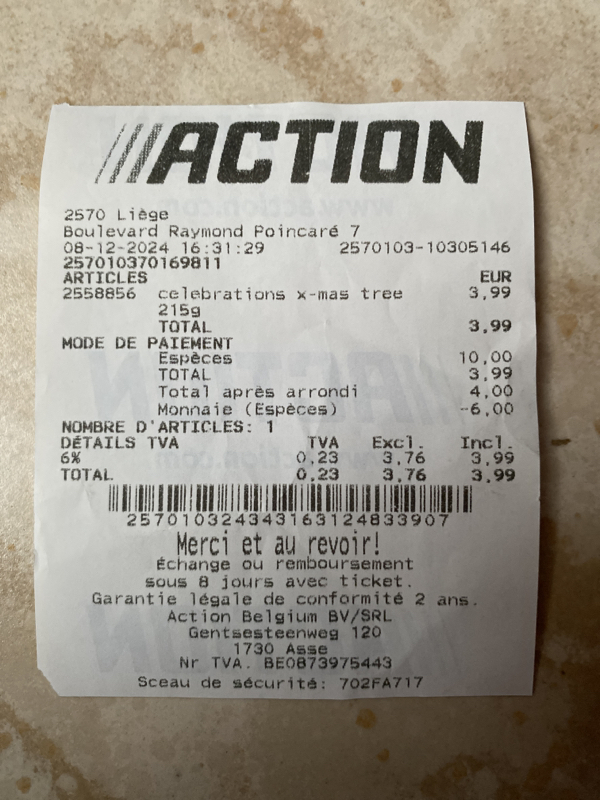 ACTION
2570 Liège
Boulevard Raymond Poincaré 7
08-12-2024 16:31:29 2570103-10305146
257010370169811
ARTICLES EUR
2558856 celebrations x-mas tree 3,99
215g
TOTAL 3,99
MODE DE PAIEMENT
Espèces 10,00
TOTAL 3,99
Total après arrondi 4,00
Monnaie (Espèces) -6,00
NOMBRE D'ARTICLES: 1
DÉTAILS TVA TVA Excl. Incl.
6% 0,23 3,76 3,99
TOTAL 0,23 3,76 3,99
257010324343163124833907
Merci et au revoir!
Échange ou remboursement
sous 8 jours avec ticket.
Garantie légale de conformité 2 ans.
Action Belgium BV/SRL
Gentsesteenweg 120
1730 Asse
Nr TVA. BE0873975443
Sceau de sécurité: 702FA717